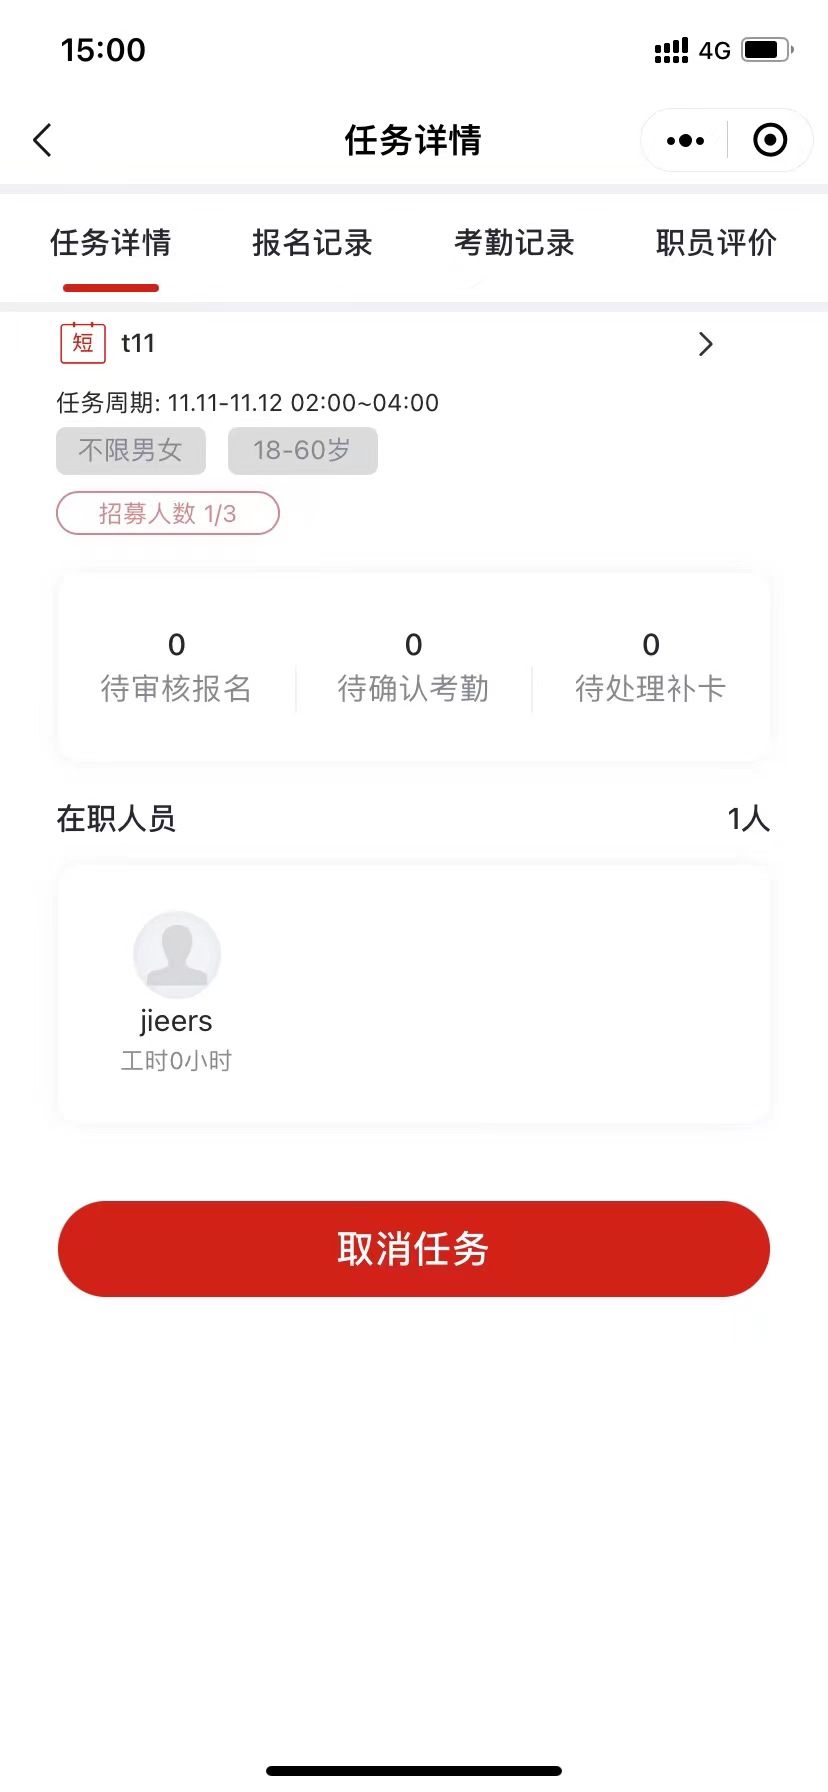 15:00 4G
任务详情
任务详情 报名记录 考勤记录 职员评价
短 t11
任务周期: 11.11-11.12 02:00~04:00
不限男女 18-60岁
招募人数 1/3
0 0 0
待审核报名 待确认考勤 待处理补卡
在职人员 1人
jieers
工时0小时
取消任务